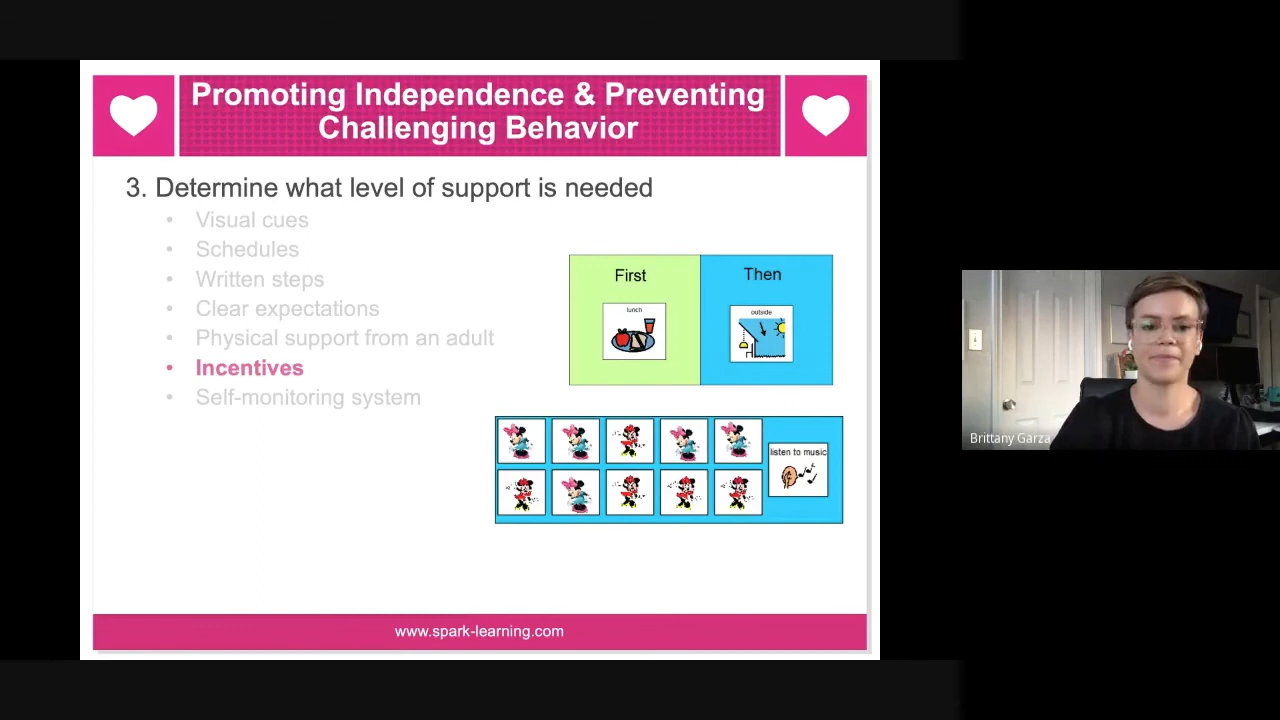 Promoting Independence & Preventing
Challenging Behavior
3. Determine what level of support is needed
• Visual cues
• Schedules
• Written steps
• Clear expectations
• Physical support from an adult
• Incentives
• Self-monitoring system
First
Then
lunch
outside
listen to music
www.spark-learning.com
Brittany Garza